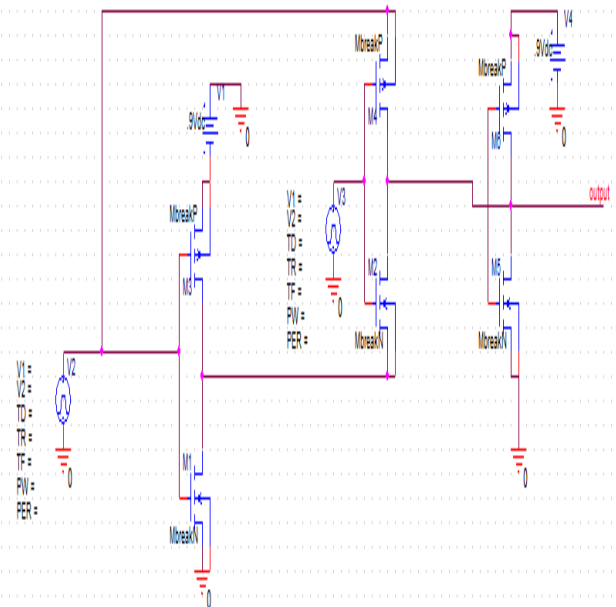 V4
MbreakP
.9Vdc
MbreakP
V1
.9Vdc
0
0
M4
M6
output
V3
V1 =
V2 =
TD =
TR =
TF =
PW =
PER =
MbreakP
M3
M2
M5
0
MbreakN
MbreakN
V2
V1 =
V2 =
TD =
TR =
TF =
PW =
PER =
0
M1
0
MbreakN
0